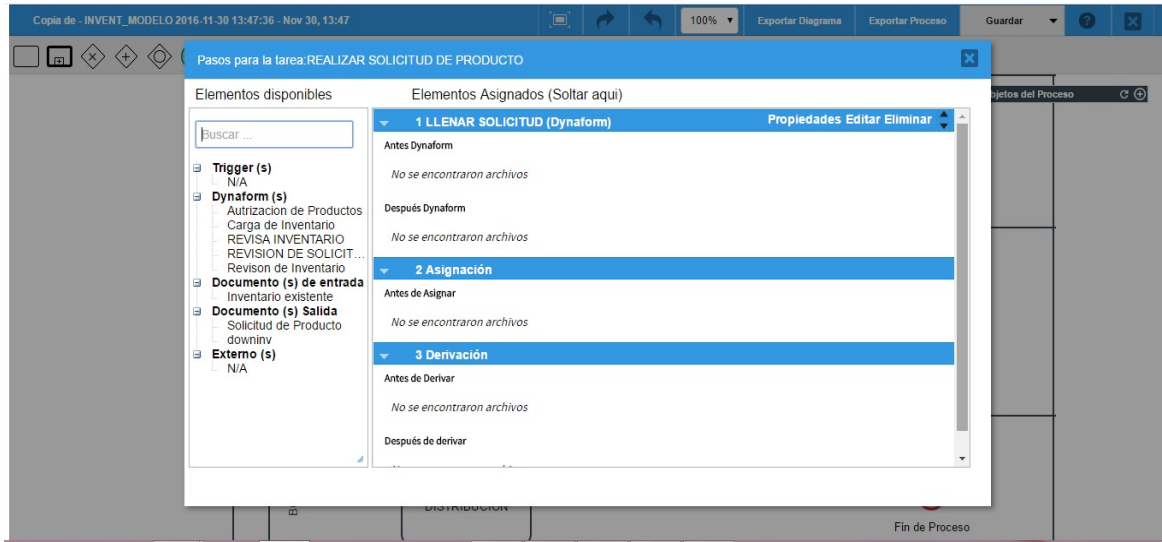 Copia de - INVENT_MODELO 2016-11-30 13:47:36 - Nov 30, 13:47
100%
Exportar Diagrama
Exportar Proceso
Guardar
Pasos para la tarea:REALIZAR SOLICITUD DE PRODUCTO
bjetos del Proceso
Elementos disponibles
Elementos Asignados (Soltar aqui)
Buscar ...
Trigger (s)
N/A
Dynaform (s)
Autrizacion de Productos
Carga de Inventario
REVISA INVENTARIO
REVISION DE SOLICIT...
Revison de Inventario
Documento (s) de entrada
Inventario existente
Documento (s) Salida
Solicitud de Producto
downinv
Externo (s)
N/A
1 LLENAR SOLICITUD (Dynaform)
Propiedades Editar Eliminar
Antes Dynaform
No se encontraron archivos
Después Dynaform
No se encontraron archivos
2 Asignación
Antes de Asignar
No se encontraron archivos
3 Derivación
Antes de Derivar
No se encontraron archivos
Después de derivar
DISTRIBUCION
Fin de Proceso